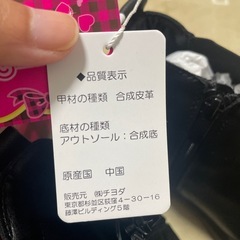 ◆品質表示
甲材の種類 合成皮革
底材の種類
アウトソール：合成底
原産国 中国
販売元 ㈱チヨダ
東京都杉並区荻窪4-30-16
藤澤ビルディング5階